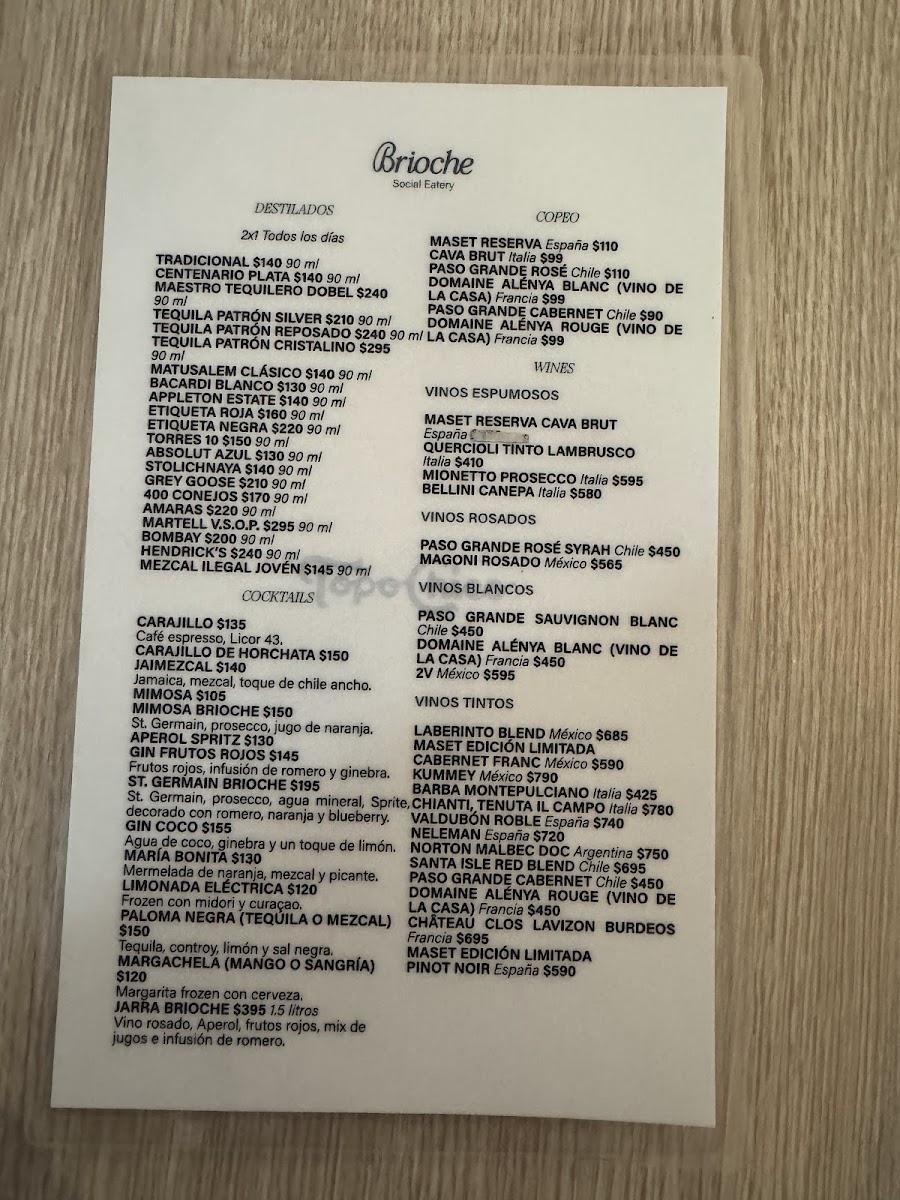 Brioche
Social Eatery
DESTILADOS
2x1 Todos los días
TRADICIONAL $140 90 ml
CENTENARIO PLATA $140 90 ml
MAESTRO TEQUILERO DOBEL $240
90 ml
TEQUILA PATRÓN SILVER $210 90 ml
TEQUILA PATRÓN REPOSADO $240 90 ml
TEQUILA PATRÓN CRISTALINO $295
90 ml
MATUSALEM CLÁSICO $140 90 ml
BACARDI BLANCO $130 90 ml
APPLETON ESTATE $140 90 ml
ETIQUETA ROJA $160 90 ml
ETIQUETA NEGRA $220 90 ml
TORRES 10 $150 90 ml
ABSOLUT AZUL $130 90 ml
STOLICHNAYA $140 90 ml
GREY GOOSE $210 90 ml
400 CONEJOS $170 90 ml
AMARAS $220 90 ml
MARTELL V.S.O.P. $295 90 ml
BOMBAY $200 90 ml
HENDRICK'S $240 90 ml
MEZCAL ILEGAL JOVÉN $145 90 ml
COCKTAILS
CARAJILLO $135
Café espresso, Licor 43.
CARAJILLO DE HORCHATA $150
JAIMEZCAL $140
Jamaica, mezcal, toque de chile ancho.
MIMOSA $105
MIMOSA BRIOCHE $150
St. Germain, prosecco, jugo de naranja.
APEROL SPRITZ $130
GIN FRUTOS ROJOS $145
Frutos rojos, infusión de romero y ginebra.
ST. GERMAIN BRIOCHE $195
St. Germain, prosecco, agua mineral, Sprite,
decorado con romero, naranja y blueberry.
GIN COCO $155
Agua de coco, ginebra y un toque de limón.
MARÍA BONITA $130
Mermelada de naranja, mezcal y picante.
LIMONADA ELÉCTRICA $120
Frozen con midori y curaçao.
PALOMA NEGRA (TEQUILA O MEZCAL)
$150
Tequila, controy, limón y sal negra.
MARGACHELA (MANGO O SANGRÍA)
$120
Margarita frozen con cerveza.
JARRA BRIOCHE $395 1.5 litros
Vino rosado, Aperol, frutos rojos, mix de
jugos e infusión de romero.
COPEO
MASET RESERVA España $110
CAVA BRUT Italia $99
PASO GRANDE ROSÉ Chile $110
DOMAINE ALÉNYA BLANC (VINO DE
LA CASA) Francia $99
PASO GRANDE CABERNET Chile $90
DOMAINE ALÉNYA ROUGE (VINO DE
LA CASA) Francia $99
WINES
VINOS ESPUMOSOS
MASET RESERVA CAVA BRUT
España
QUERCIOLI TINTO LAMBRUSCO
Italia $410
MIONETTO PROSECCO Italia $595
BELLINI CANEPA Italia $580
VINOS ROSADOS
PASO GRANDE ROSÉ SYRAH Chile $450
MAGONI ROSADO México $565
VINOS BLANCOS
PASO GRANDE SAUVIGNON BLANC
Chile $450
DOMAINE ALÉNYA BLANC (VINO DE
LA CASA) Francia $450
2V México $595
VINOS TINTOS
LABERINTO BLEND México $685
MASET EDICIÓN LIMITADA
CABERNET FRANC México $590
KUMMEY México $790
BARBA MONTEPULCIANO Italia $425
CHIANTI, TENUTA IL CAMPO Italia $780
VALDUBÓN ROBLE España $740
NELEMAN España $720
NORTON MALBEC DOC Argentina $750
SANTA ISLE RED BLEND Chile $695
PASO GRANDE CABERNET Chile $450
DOMAINE ALÉNYA ROUGE (VINO DE
LA CASA) Francia $450
CHÂTEAU CLOS LAVIZON BURDEOS
Francia $695
MASET EDICIÓN LIMITADA
PINOT NOIR España $590